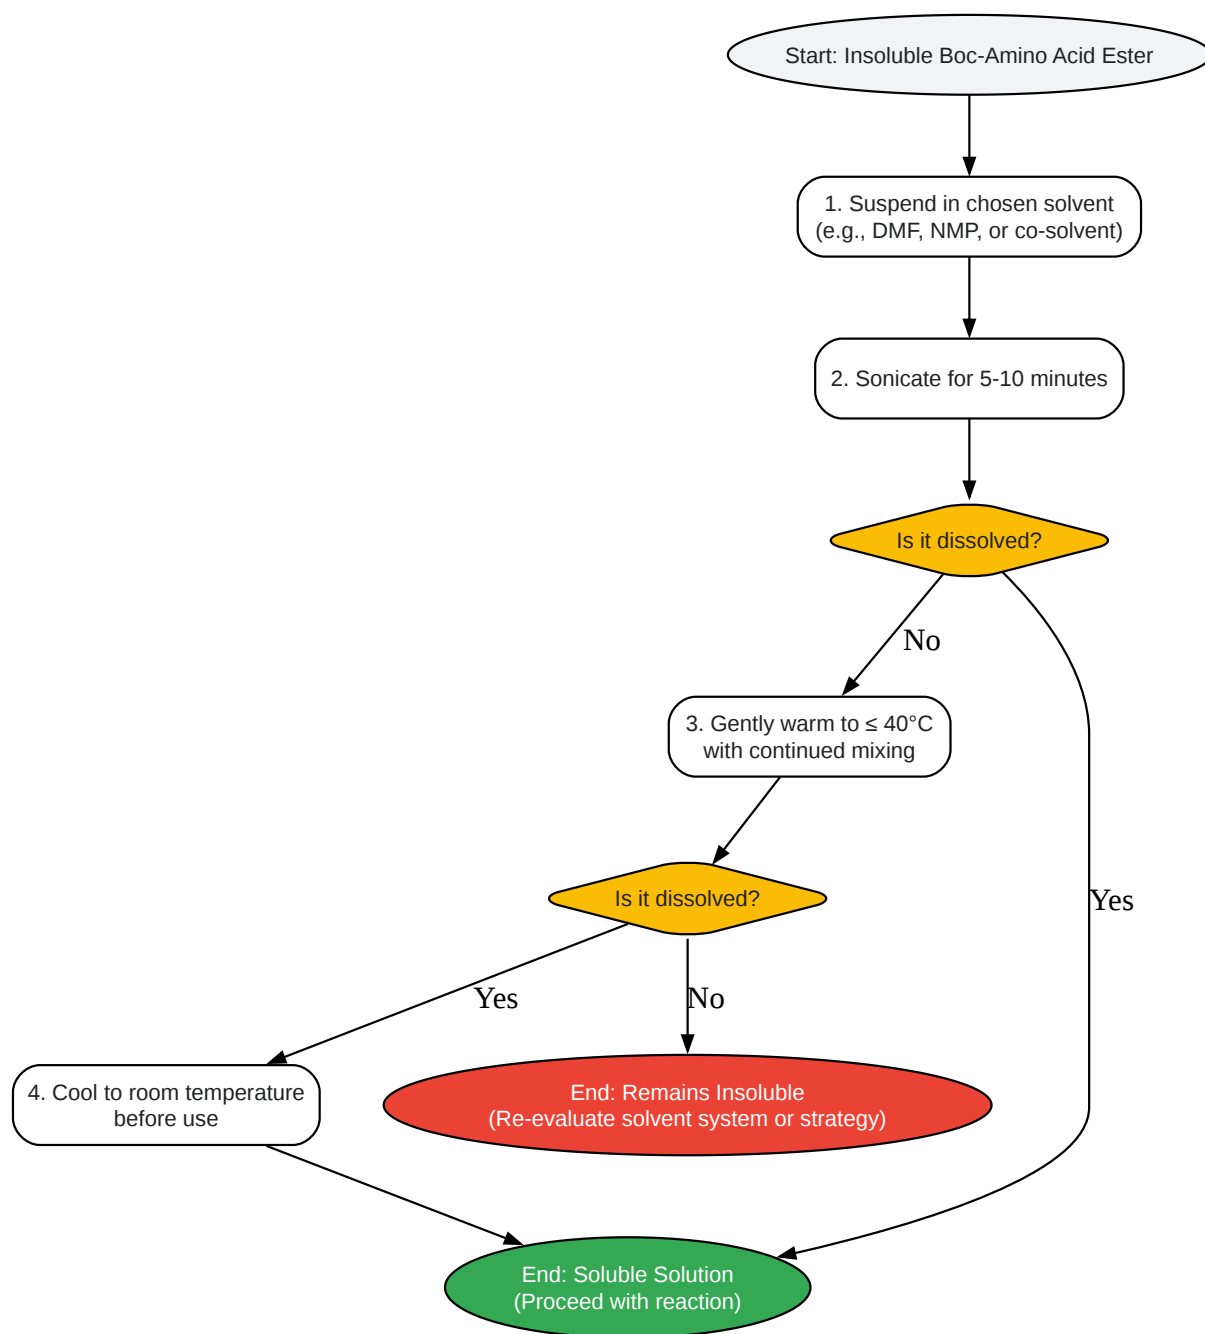 Start: Insoluble Boc-Amino Acid Ester
1. Suspend in chosen solvent
(e.g., DMF, NMP, or co-solvent)
2. Sonicate for 5-10 minutes
Is it dissolved?
No
3. Gently warm to ≤ 40°C
with continued mixing
Is it dissolved?
Yes
Yes
No
4. Cool to room temperature
before use
End: Remains Insoluble
(Re-evaluate solvent system or strategy)
End: Soluble Solution
(Proceed with reaction)